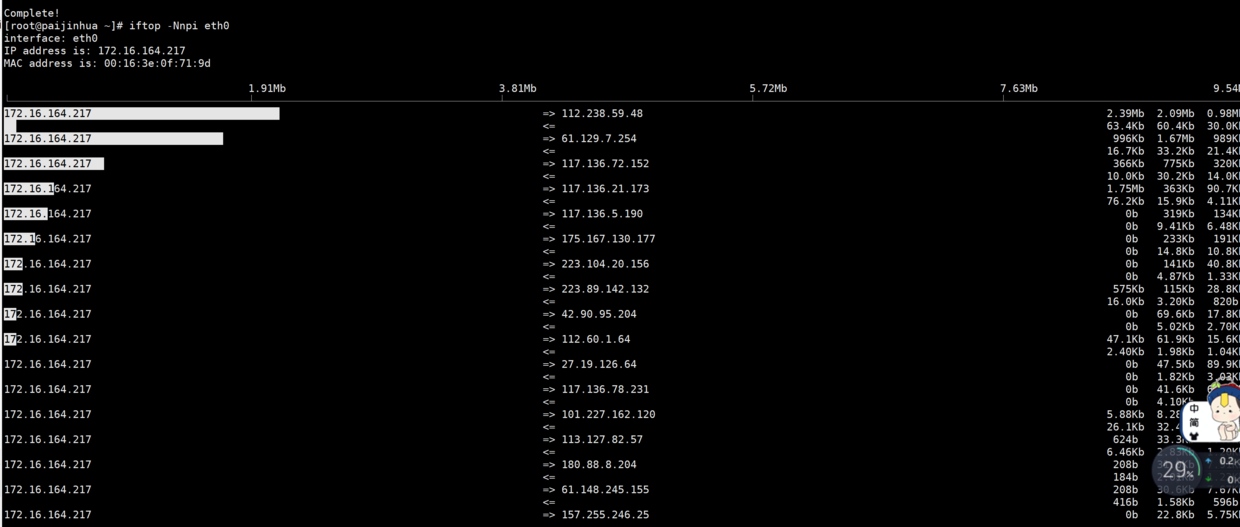 Complete!
[root@paijinhua ~]# iftop -Nnpi eth0
interface: eth0
IP address is: 172.16.164.217
MAC address is: 00:16:3e:0f:71:9d
1.91Mb 3.81Mb 5.72Mb 7.63Mb 9.54M
172.16.164.217 => 112.238.59.48 2.39Mb 2.09Mb 0.98M
<= 63.4Kb 60.4Kb 30.0K
172.16.164.217 => 61.129.7.254 996Kb 1.67Mb 989K
<= 16.7Kb 33.2Kb 21.4K
172.16.164.217 => 117.136.72.152 366Kb 775Kb 320K
<= 10.0Kb 30.2Kb 14.0K
172.16.164.217 => 117.136.21.173 1.75Mb 363Kb 90.7K
<= 76.2Kb 15.9Kb 4.11K
172.16.164.217 => 117.136.5.190 0b 319Kb 134K
<= 0b 9.41Kb 6.48K
172.16.164.217 => 175.167.130.177 0b 233Kb 191K
<= 0b 14.8Kb 10.8K
172.16.164.217 => 223.104.20.156 0b 141Kb 40.8K
<= 0b 4.87Kb 1.33K
172.16.164.217 => 223.89.142.132 575Kb 115Kb 28.8K
<= 16.0Kb 3.20Kb 820b
172.16.164.217 => 42.90.95.204 0b 69.6Kb 17.8K
<= 0b 5.02Kb 2.70K
172.16.164.217 => 112.60.1.64 47.1Kb 61.9Kb 15.6K
<= 2.40Kb 1.98Kb 1.04K
172.16.164.217 => 27.19.126.64 0b 47.5Kb 89.9K
<= 0b 1.82Kb
172.16.164.217 => 117.136.78.231 0b 41.6Kb
<= 0b 4.10Kb
172.16.164.217 => 101.227.162.120 5.88Kb 8.28
<= 26.1Kb 32.4
172.16.164.217 => 113.127.82.57 624b 33.3
<= 6.46Kb
172.16.164.217 => 180.88.8.204 208b
<= 184b
172.16.164.217 => 61.148.245.155 208b 30.6Kb 7.67K
<= 416b 1.58Kb 596b
172.16.164.217 => 157.255.246.25 0b 22.8Kb 5.75K
中
简
29%
0.2
0K